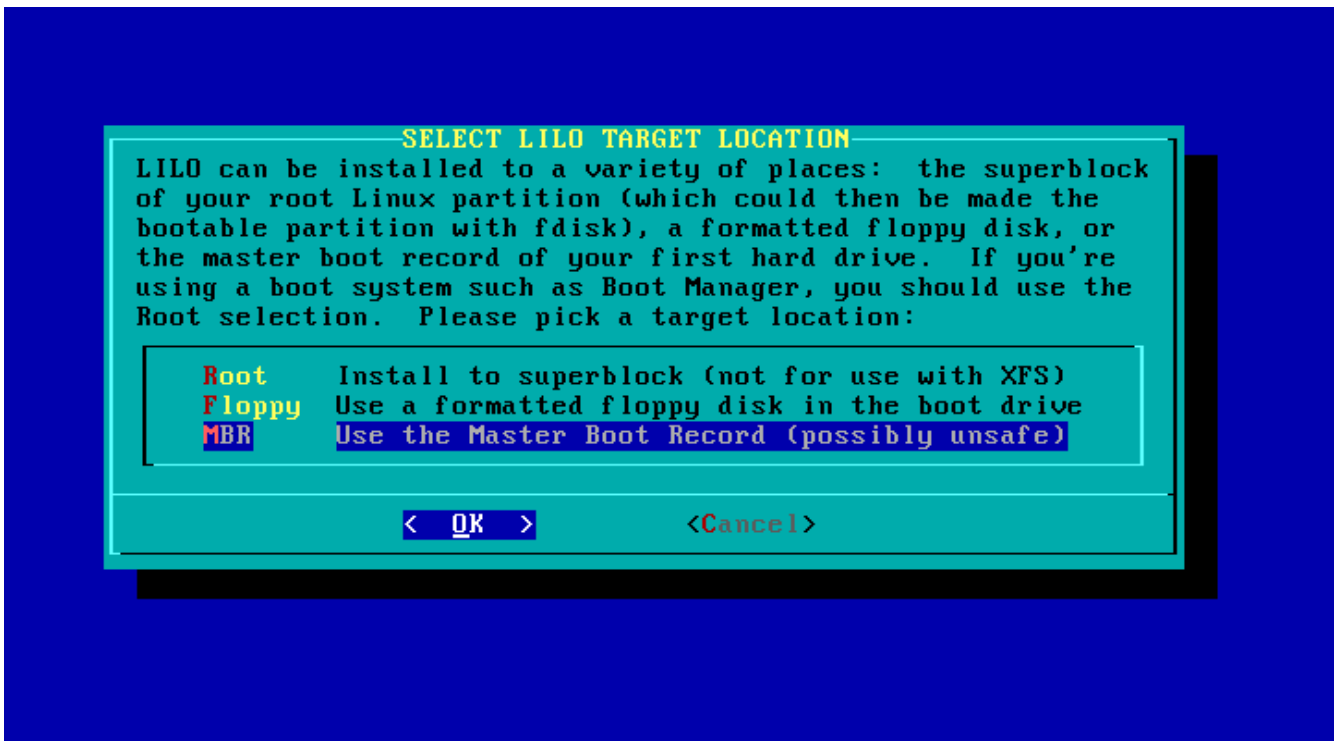 SELECT LILO TARGET LOCATION
LILO can be installed to a variety of places:  the superblock
of your root Linux partition (which could then be made the
bootable partition with fdisk), a formatted floppy disk, or
the master boot record of your first hard drive.  If you're
using a boot system such as Boot Manager, you should use the
Root selection.  Please pick a target location:
Root Install to superblock (not for use with XFS)
Floppy Use a formatted floppy disk in the boot drive
MBR Use the Master Boot Record (possibly unsafe)
< OK > <Cancel>